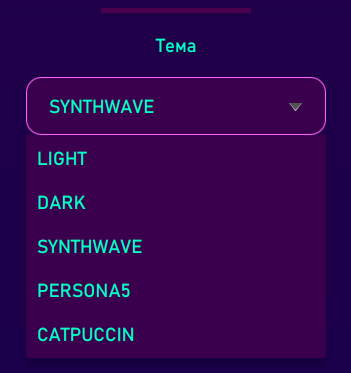 Тема
SYNTHWAVE
LIGHT
DARK
SYNTHWAVE
PERSONA5
CATPUCCIN